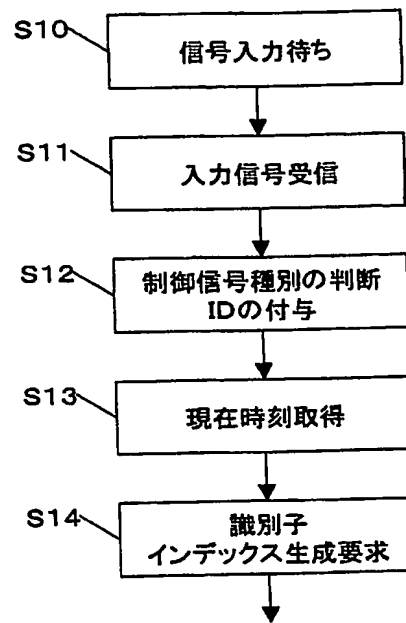 S10
信号入力待ち
S11
入力信号受信
S12
制御信号種別の判断
IDの付与
S13
現在時刻取得
S14
識別子
インデックス生成要求